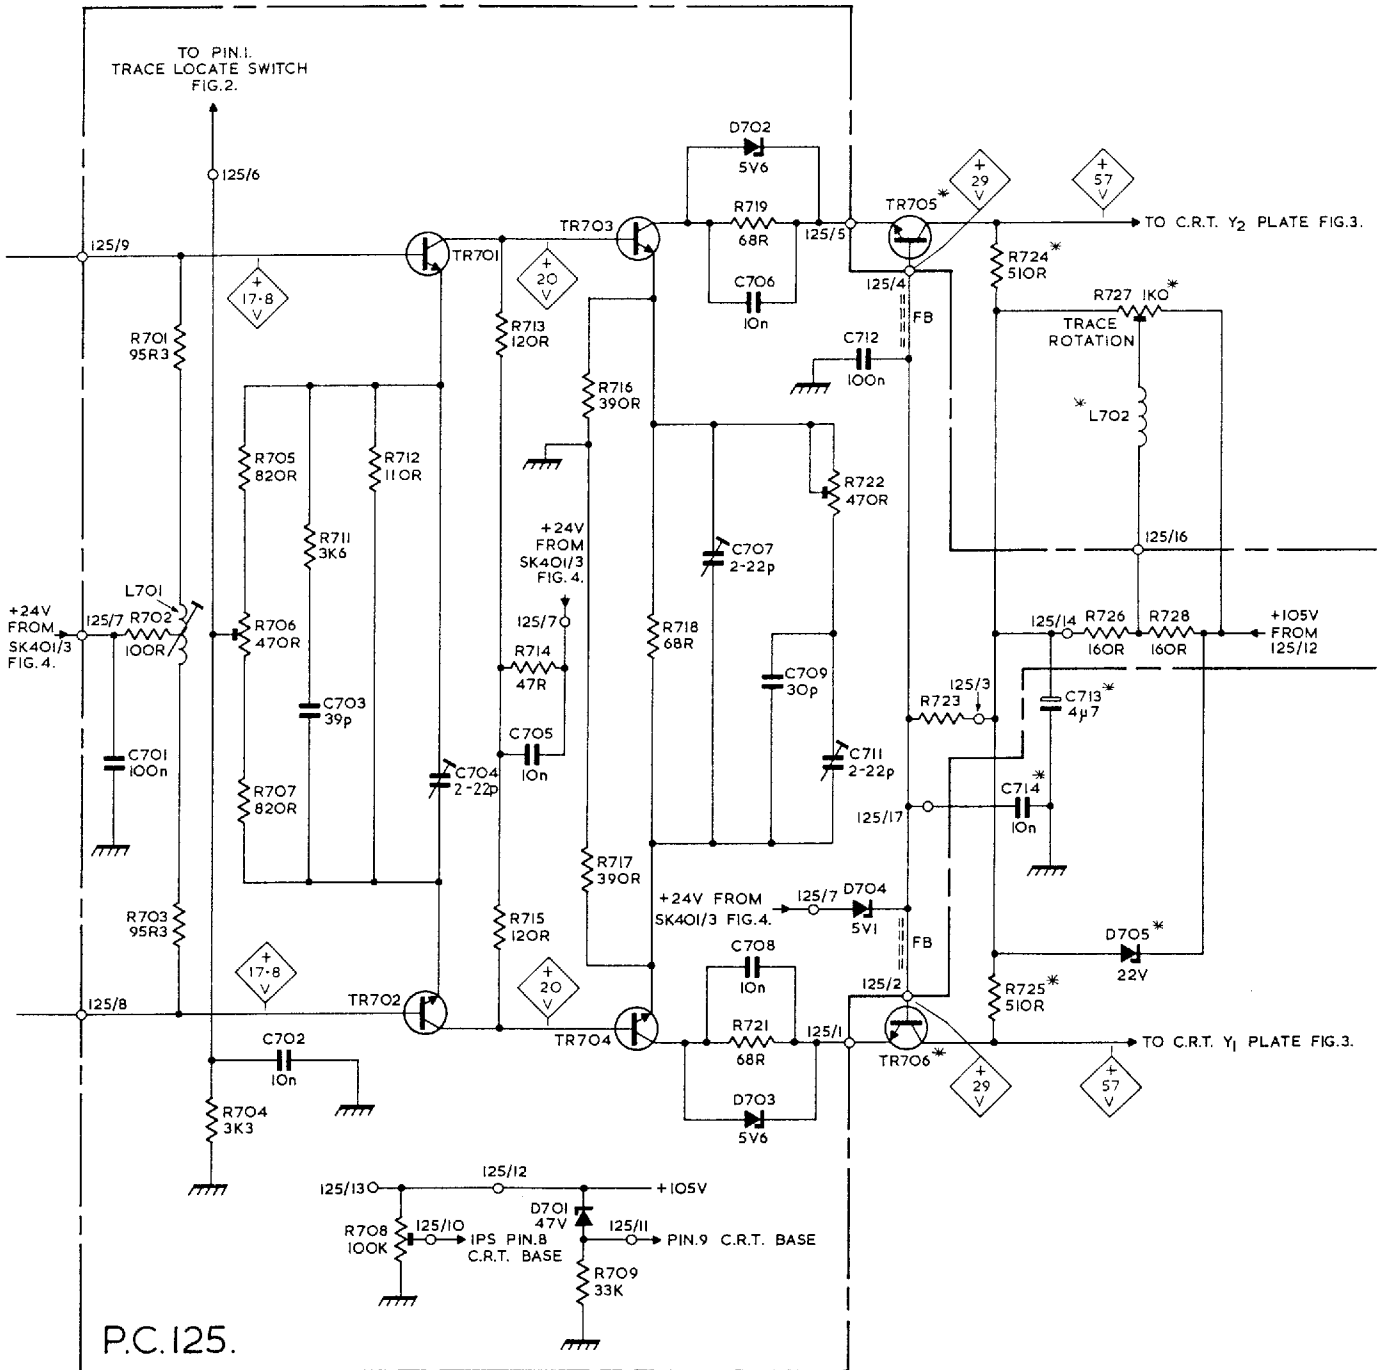 TO PIN.1.
TRACE LOCATE SWITCH
FIG.2.
125/6
D702
5V6
R719
68R
C706
10n
125/5
TR705*
+
29
V
+
57
V
TO C.R.T. Y2 PLATE FIG.3.
125/9
+
17·8
V
TR701
TR703
+
20
V
125/4
FB
R724*
510R
R727 1KO*
TRACE
ROTATION
R701
95R3
R713
120R
R716
390R
C712
100n
*L702
R705
820R
R712
110R
R722
470R
R711
3K6
+24V
FROM
SK401/3
FIG.4.
125/7
C707
2-22p
125/16
L701
+24V
FROM
SK401/3
FIG.4.
125/7
R702
100R
R706
470R
R714
47R
R718
68R
125/14
R726
160R
R728
160R
+105V
FROM
125/12
C709
30p
R723
125/3
C713*
4µ7
C701
100n
C703
39p
C705
10n
C704
2-22p
C711
2-22p
R707
820R
125/17
C714*
10n
R717
390R
+24V FROM
SK401/3 FIG.4.
125/7
D704
5V1
R703
95R3
R715
120R
FB
D705*
22V
C708
10n
125/8
+
17·8
V
TR702
+
20
V
TR704
R721
68R
125/1
125/2
TR706*
R725*
510R
TO C.R.T. Y1 PLATE FIG.3.
+
29
V
+
57
V
C702
10n
D703
5V6
R704
3K3
125/13
125/12
+105V
R708
100K
125/10
IPS PIN.8
C.R.T. BASE
D701
47V
125/11
PIN.9 C.R.T. BASE
R709
33K
P.C.125.